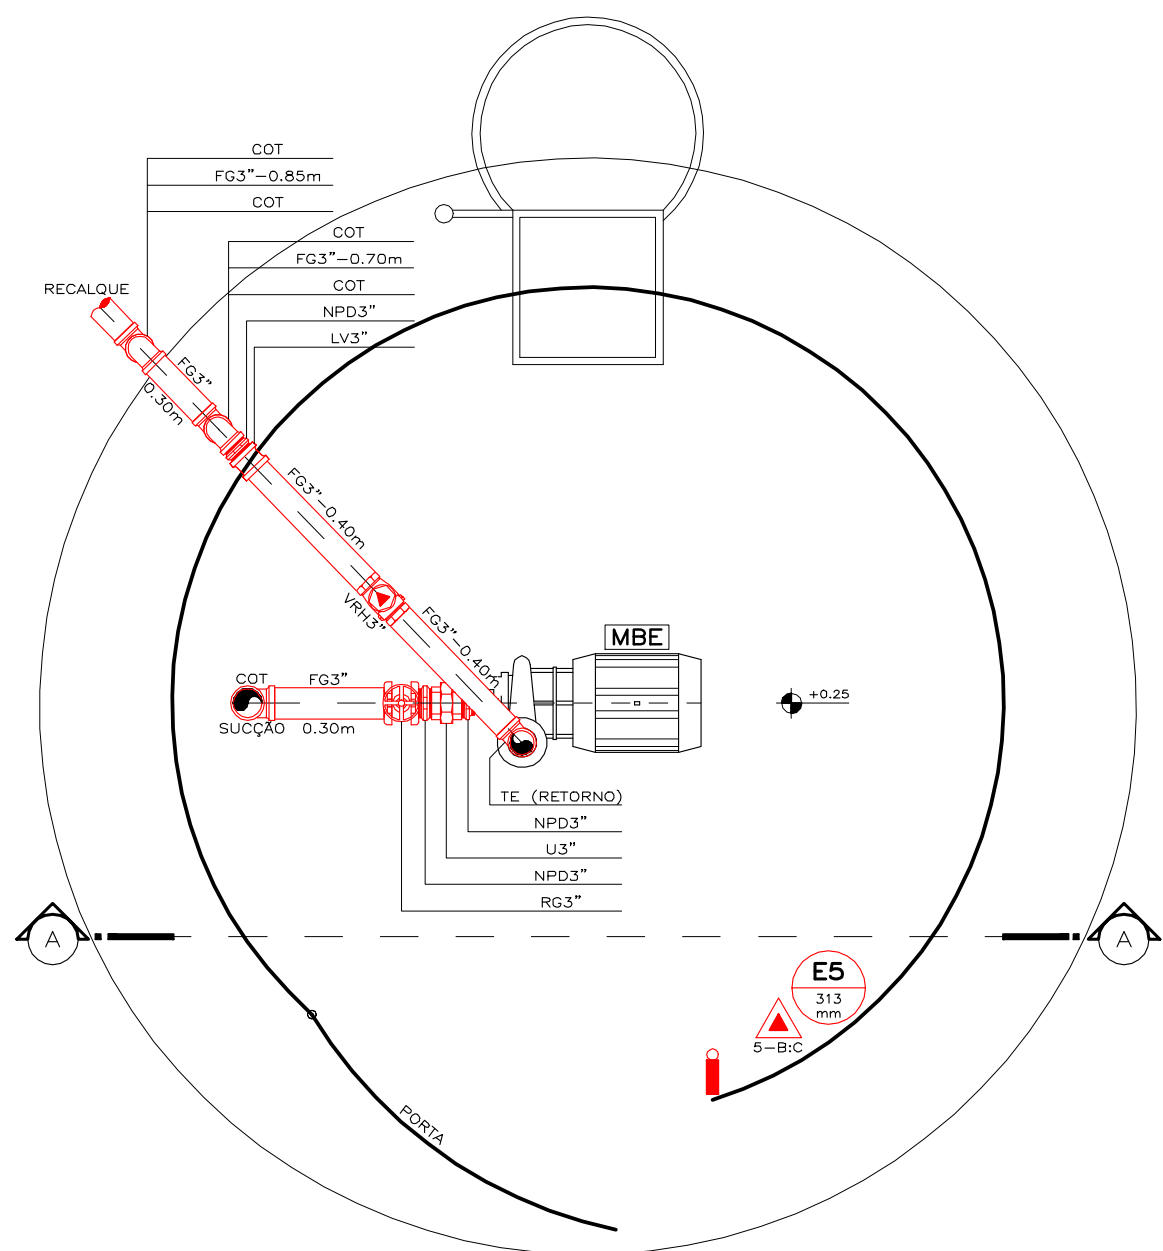 COT
FG3”-0.85m
COT
COT
FG3”-0.70m
COT
NPD3”
LV3”
RECALQUE
FG3”
0.30m
FG3”-0.40m
VRH3”
FG3”-0.40m
MBE
COT
FG3”
SUCÇÃO
0.30m
+0.25
TE (RETORNO)
NPD3”
U3”
NPD3”
RG3”
A
A
E5
313
mm
5-B:C
PORTA